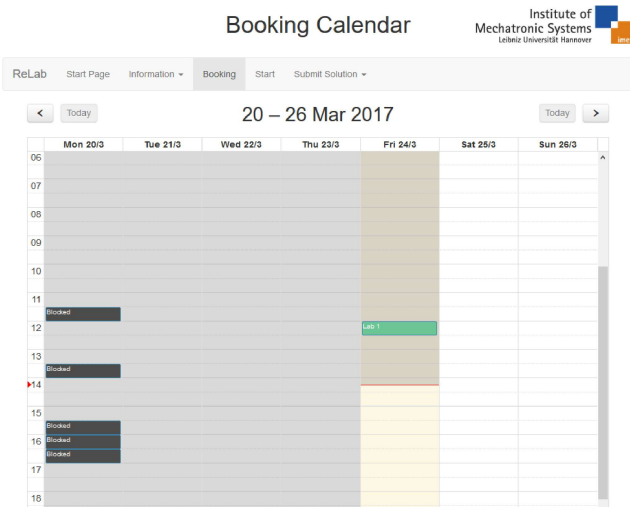 Booking Calendar
Institute of
Mechatronic Systems
Leibniz Universität Hannover
imes
ReLab Start Page Information Booking Start Submit Solution
Today 20 – 26 Mar 2017 Today
Mon 20/3 Tue 21/3 Wed 22/3 Thu 23/3 Fri 24/3 Sat 25/3 Sun 26/3
06
07
08
09
10
11
Blocked
12 Lab 1
13
Blocked
14
15
Blocked
16 Blocked
Blocked
17
18